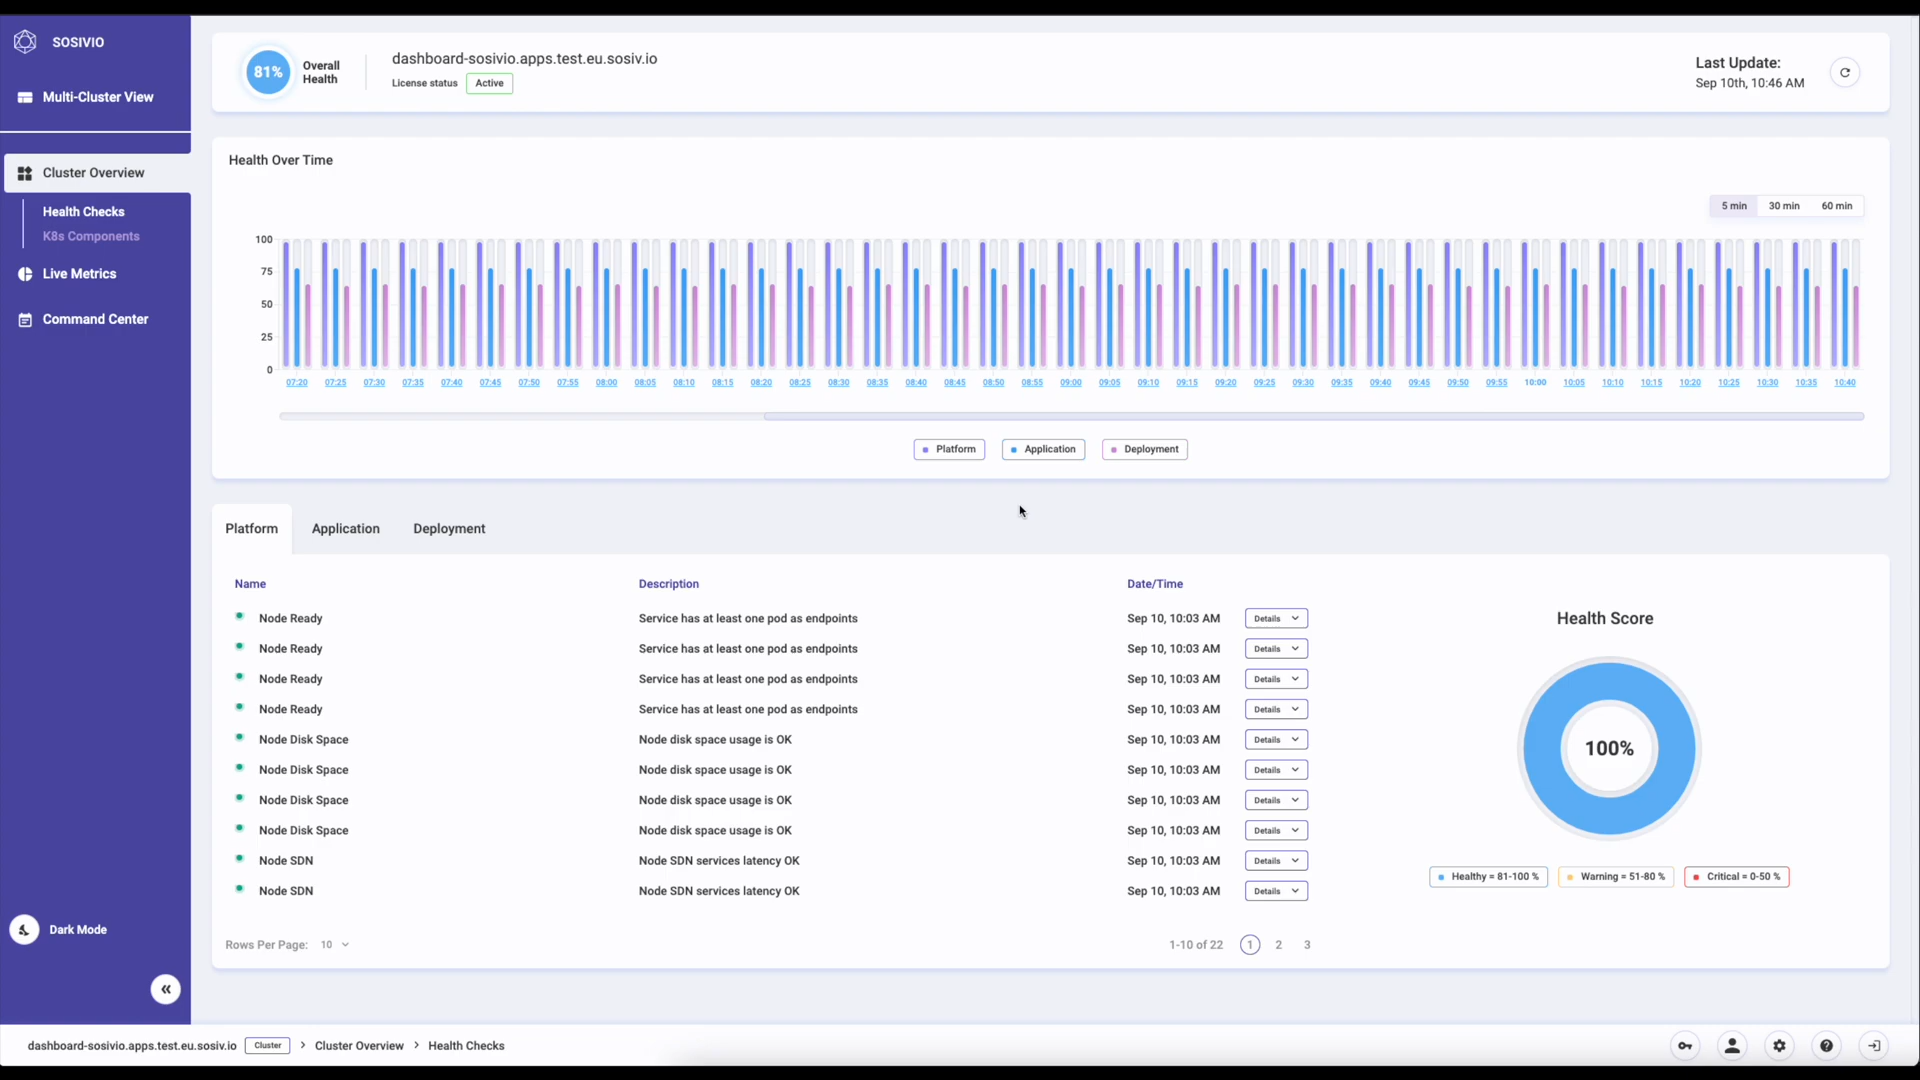 SOSIVIO
Multi-Cluster View
Cluster Overview
Health Checks
K8s Components
Live Metrics
Command Center
Dark Mode
81%
Overall
Health
dashboard-sosivio.apps.test.eu.sosiv.io
License status Active
Last Update:
Sep 10th, 10:46 AM
Health Over Time
5 min 30 min 60 min
100
75
50
25
0
07:20 07:25 07:30 07:35 07:40 07:45 07:50 07:55 08:00 08:05 08:10 08:15 08:20 08:25 08:30 08:35 08:40 08:45 08:50 08:55 09:00 09:05 09:10 09:15 09:20 09:25 09:30 09:35 09:40 09:45 09:50 09:55 10:00 10:05 10:10 10:15 10:20 10:25 10:30 10:35 10:40
Platform Application Deployment
Platform Application Deployment
Name Description Date/Time
Node Ready Service has at least one pod as endpoints Sep 10, 10:03 AM Details
Node Ready Service has at least one pod as endpoints Sep 10, 10:03 AM Details
Node Ready Service has at least one pod as endpoints Sep 10, 10:03 AM Details
Node Ready Service has at least one pod as endpoints Sep 10, 10:03 AM Details
Node Disk Space Node disk space usage is OK Sep 10, 10:03 AM Details
Node Disk Space Node disk space usage is OK Sep 10, 10:03 AM Details
Node Disk Space Node disk space usage is OK Sep 10, 10:03 AM Details
Node Disk Space Node disk space usage is OK Sep 10, 10:03 AM Details
Node SDN Node SDN services latency OK Sep 10, 10:03 AM Details
Node SDN Node SDN services latency OK Sep 10, 10:03 AM Details
Rows Per Page: 10
1-10 of 22 1 2 3
Health Score
100%
Healthy = 81-100 % Warning = 51-80 % Critical = 0-50 %
dashboard-sosivio.apps.test.eu.sosiv.io Cluster > Cluster Overview > Health Checks